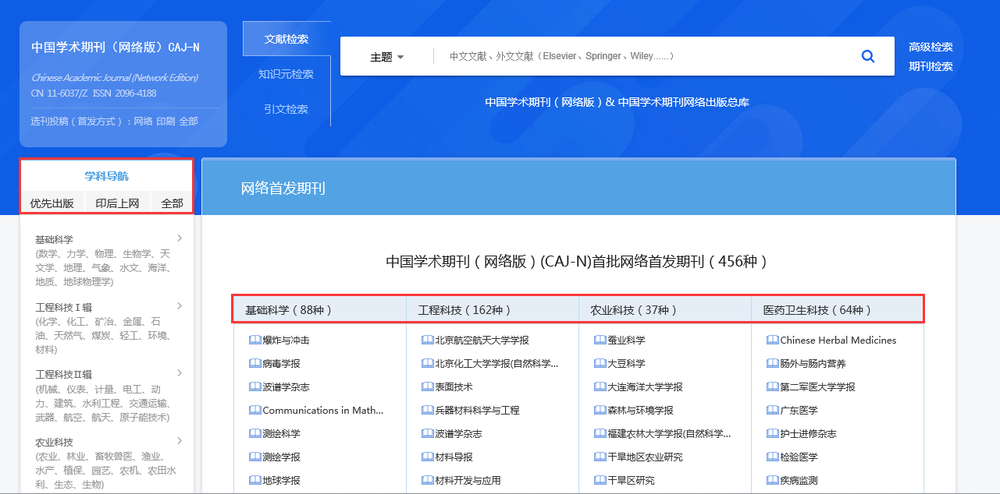 中国学术期刊（网络版）CAJ-N
Chinese Academic Journal (Network Edition)
CN 11-6037/Z ISSN 2096-4188
选刊投稿（首发方式）：网络 印刷 全部
文献检索
知识元检索
引文检索
主题
中文文献、外文文献（Elsevier、Springer、Wiley......）
高级检索
期刊检索
中国学术期刊（网络版）& 中国学术期刊网络出版总库
学科导航
优先出版 印后上网 全部
基础科学
(数学、力学、物理、生物学、天
文学、地理、气象、水文、海洋、
地质、地球物理学)
工程科技Ⅰ辑
(化学、化工、矿冶、金属、石
油、天然气、煤炭、轻工、环境、
材料)
工程科技Ⅱ辑
(机械、仪表、计量、电工、动
力、建筑、水利工程、交通运输、
武器、航空、航天、原子能技术)
农业科技
(农业、林业、畜牧兽医、渔业、
水产、植保、园艺、农机、农田水
利、生态、生物)
网络首发期刊
中国学术期刊（网络版）(CAJ-N)首批网络首发期刊（456种）
基础科学（88种）
爆炸与冲击
病毒学报
波谱学杂志
Communications in Math...
测绘科学
测绘学报
地球学报
工程科技（162种）
北京航空航天大学学报
北京化工大学学报(自然科学...
表面技术
兵器材料科学与工程
波谱学杂志
材料导报
材料开发与应用
农业科技（37种）
蚕业科学
大豆科学
大连海洋大学学报
森林与环境学报
福建农林大学学报(自然科学...
干旱地区农业研究
干旱区研究
医药卫生科技（64种）
Chinese Herbal Medicines
肠外与肠内营养
第二军医大学学报
广东医学
护士进修杂志
检验医学
疾病监测